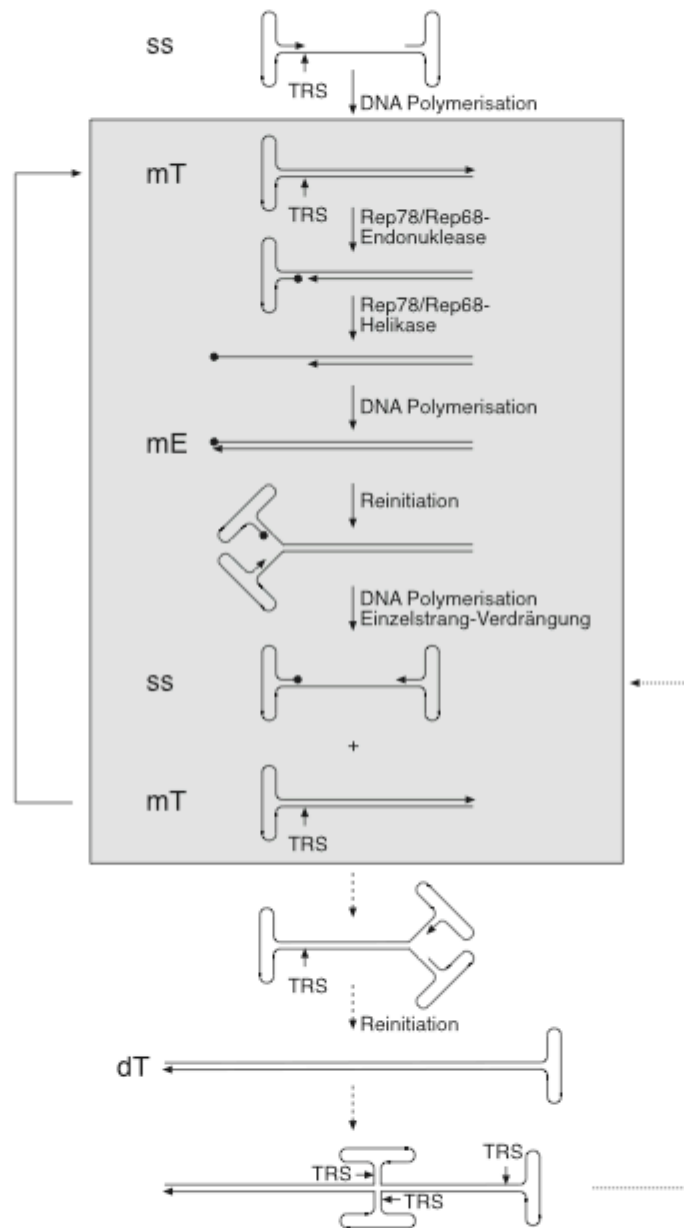 ss
TRS
DNA Polymerisation
mT
TRS
Rep78/Rep68-
Endonuklease
Rep78/Rep68-
Helikase
DNA Polymerisation
mE
Reinitiation
DNA Polymerisation
Einzelstrang-Verdrängung
ss
+
mT
TRS
TRS
Reinitiation
dT
TRS
TRS
TRS